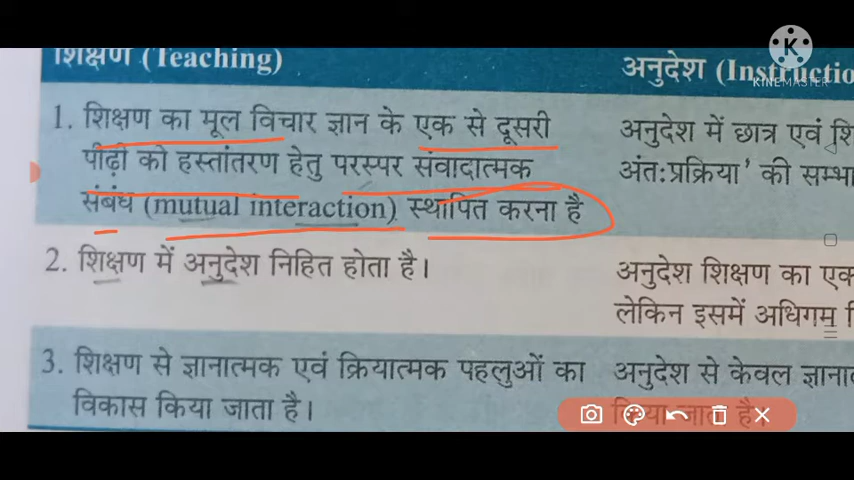 शिक्षण (Teaching)
अनुदेश (Instructio
1. शिक्षण का मूल विचार ज्ञान के एक से दूसरी
पीढ़ी को हस्तांतरण हेतु परस्पर संवादात्मक
संबंध (mutual interaction) स्थापित करना है
अनुदेश में छात्र एवं शि
अंत:प्रक्रिया' की सम्भा
2. शिक्षण में अनुदेश निहित होता है।
अनुदेश शिक्षण का एक
लेकिन इसमें अधिगम
3. शिक्षण से ज्ञानात्मक एवं क्रियात्मक पहलुओं का
विकास किया जाता है।
अनुदेश से केवल ज्ञाना
किया जाता है।
K
KINEMASTER